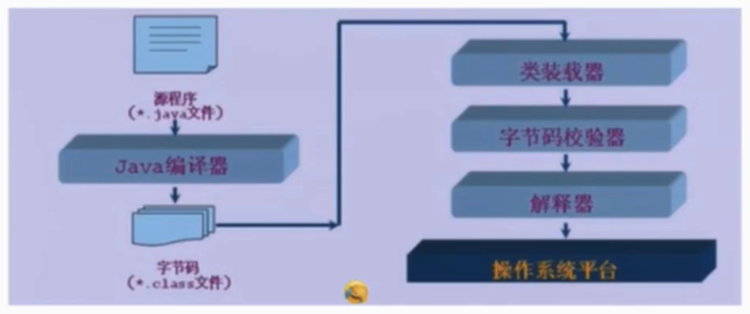 源程序
(*.java文件)
Java编译器
字节码
(*.class文件)
类装载器
字节码校验器
解释器
操作系统平台